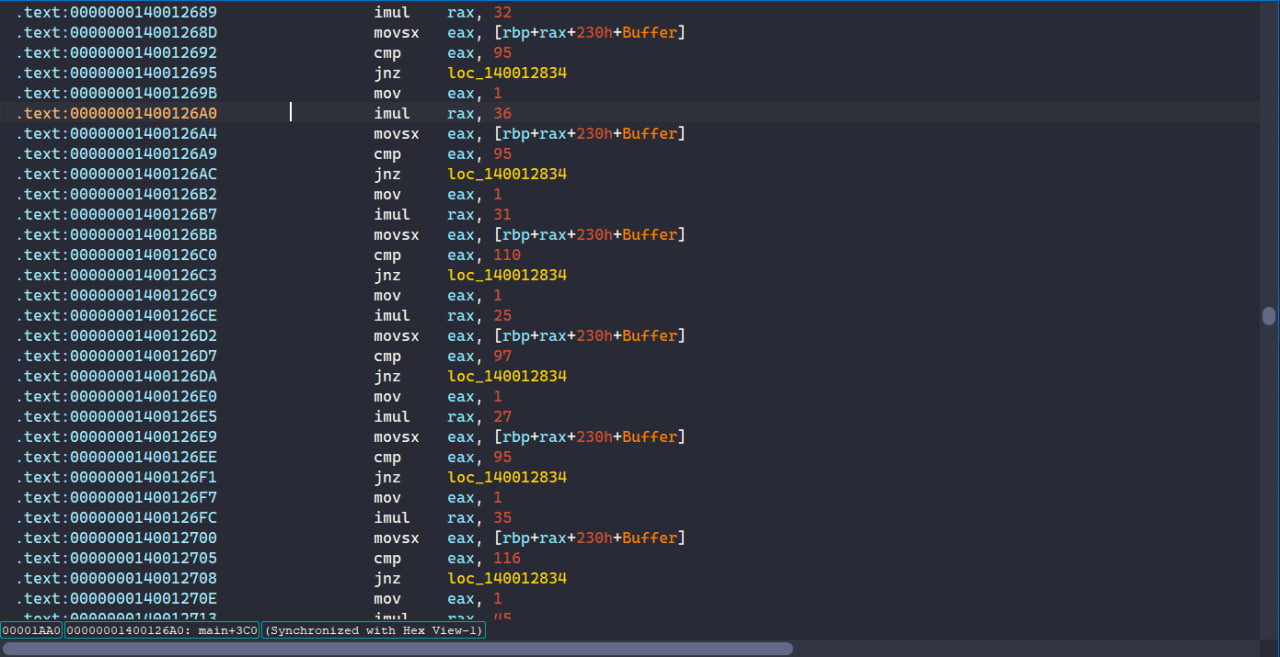 .text:0000000140012689 imul rax, 32
.text:000000014001268D movsx eax, [rbp+rax+230h+Buffer]
.text:0000000140012692 cmp eax, 95
.text:0000000140012695 jnz loc_140012834
.text:000000014001269B mov eax, 1
.text:00000001400126A0 imul rax, 36
.text:00000001400126A4 movsx eax, [rbp+rax+230h+Buffer]
.text:00000001400126A9 cmp eax, 95
.text:00000001400126AC jnz loc_140012834
.text:00000001400126B2 mov eax, 1
.text:00000001400126B7 imul rax, 31
.text:00000001400126BB movsx eax, [rbp+rax+230h+Buffer]
.text:00000001400126C0 cmp eax, 110
.text:00000001400126C3 jnz loc_140012834
.text:00000001400126C9 mov eax, 1
.text:00000001400126CE imul rax, 25
.text:00000001400126D2 movsx eax, [rbp+rax+230h+Buffer]
.text:00000001400126D7 cmp eax, 97
.text:00000001400126DA jnz loc_140012834
.text:00000001400126E0 mov eax, 1
.text:00000001400126E5 imul rax, 27
.text:00000001400126E9 movsx eax, [rbp+rax+230h+Buffer]
.text:00000001400126EE cmp eax, 95
.text:00000001400126F1 jnz loc_140012834
.text:00000001400126F7 mov eax, 1
.text:00000001400126FC imul rax, 35
.text:0000000140012700 movsx eax, [rbp+rax+230h+Buffer]
.text:0000000140012705 cmp eax, 116
.text:0000000140012708 jnz loc_140012834
.text:000000014001270E mov eax, 1
.text:0000000140012713 imul rax, 45
00001AA0 00000001400126A0: main+3C0 (Synchronized with Hex View-1)